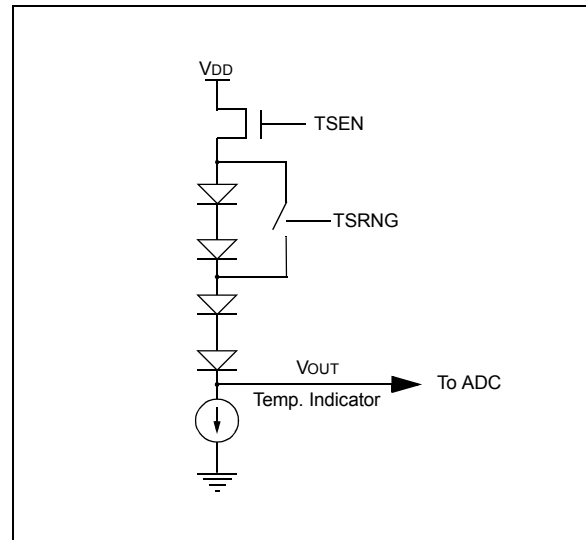 VDD
TSEN
TSRNG
VOUT
To ADC
Temp. Indicator